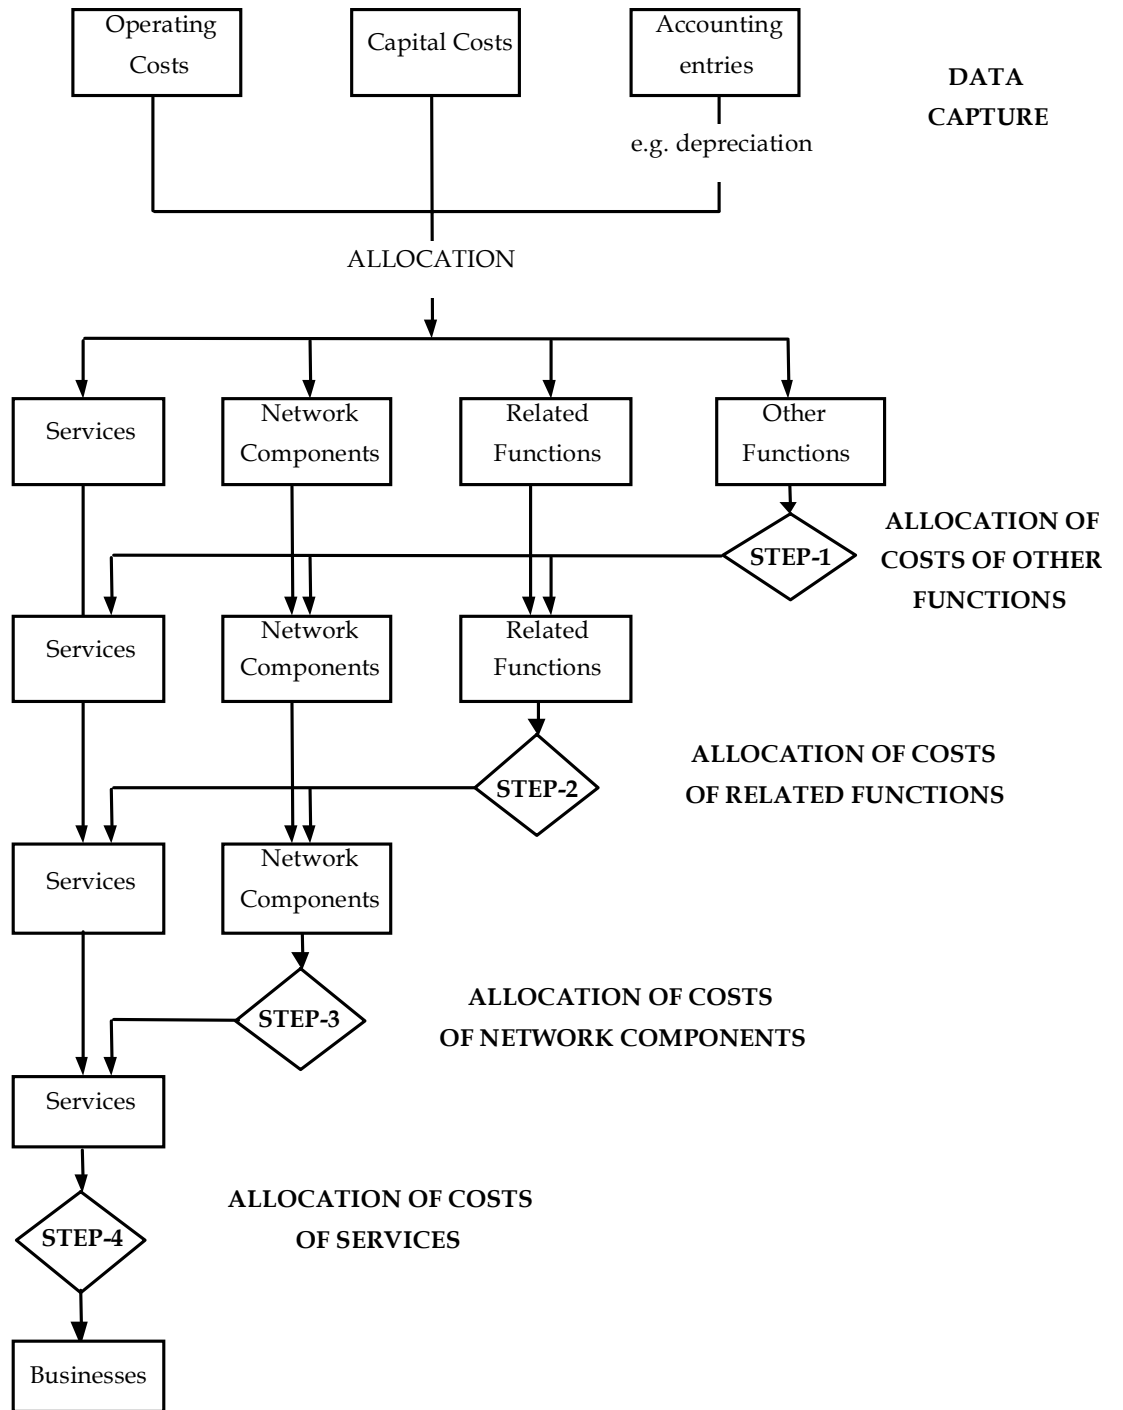 Operating
Costs
Capital Costs
Accounting
entries
DATA
CAPTURE
e.g. depreciation
ALLOCATION
Services
Network
Components
Related
Functions
Other
Functions
STEP-1
ALLOCATION OF
COSTS OF OTHER
FUNCTIONS
Services
Network
Components
Related
Functions
STEP-2
ALLOCATION OF COSTS
OF RELATED FUNCTIONS
Services
Network
Components
STEP-3
ALLOCATION OF COSTS
OF NETWORK COMPONENTS
Services
STEP-4
ALLOCATION OF COSTS
OF SERVICES
Businesses